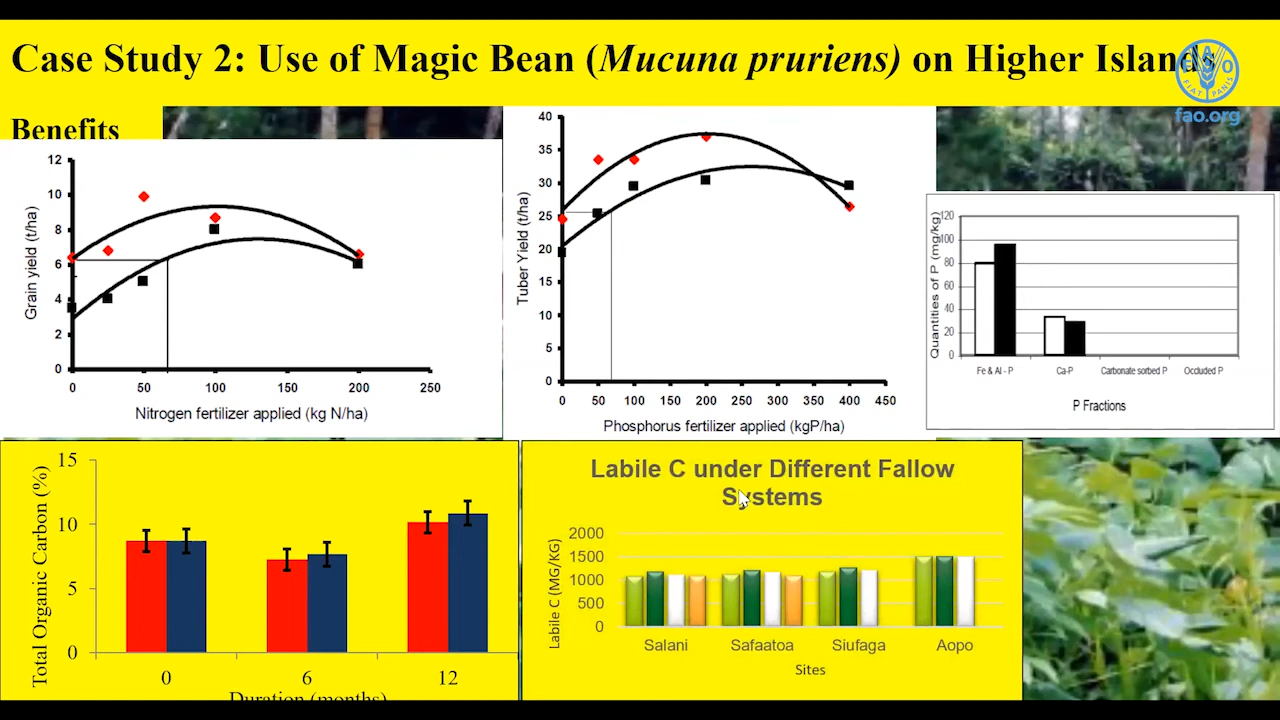 Case Study 2: Use of Magic Bean (Mucuna pruriens) on Higher Islands
FAO
FIAT PANIS
fao.org
Benefits
12
10
8
6
4
2
0
Grain yield (t/ha)
0 50 100 150 200 250
Nitrogen fertilizer applied (kg N/ha)
40
35
30
25
20
15
10
5
0
Tuber Yield (t/ha)
0 50 100 150 200 250 300 350 400 450
Phosphorus fertilizer applied (kgP/ha)
120
100
80
60
40
20
0
Quantities of P (mg/kg)
Fe & Al - P Ca-P Carbonate sorbed P Occluded P
P Fractions
15
10
5
0
Total Organic Carbon (%)
0 6 12
Duration (months)
Labile C under Different Fallow
Systems
2000
1500
1000
500
0
Labile C (MG/KG)
Salani Safaatoa Siufaga Aopo
Sites